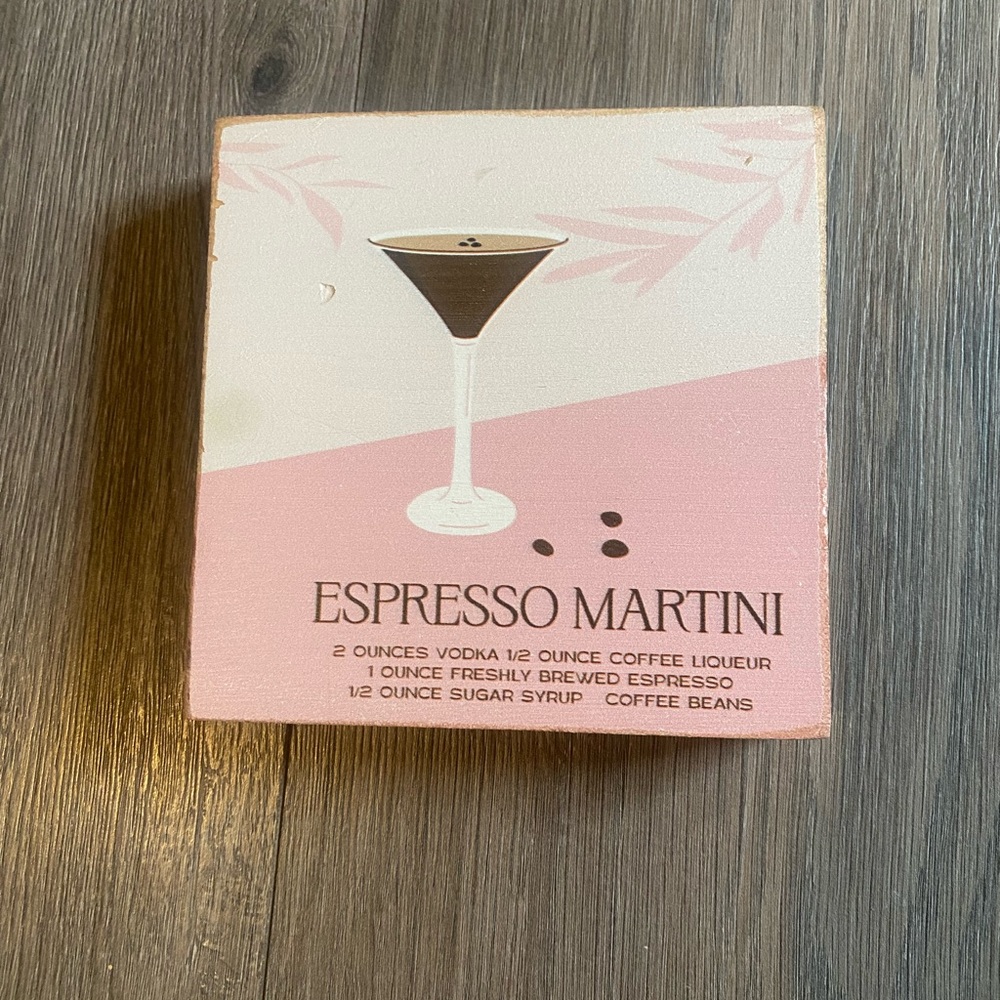 ESPRESSO MARTINI
2 OUNCES VODKA 1/2 OUNCE COFFEE LIQUEUR
1 OUNCE FRESHLY BREWED ESPRESSO
1/2 OUNCE SUGAR SYRUP COFFEE BEANS